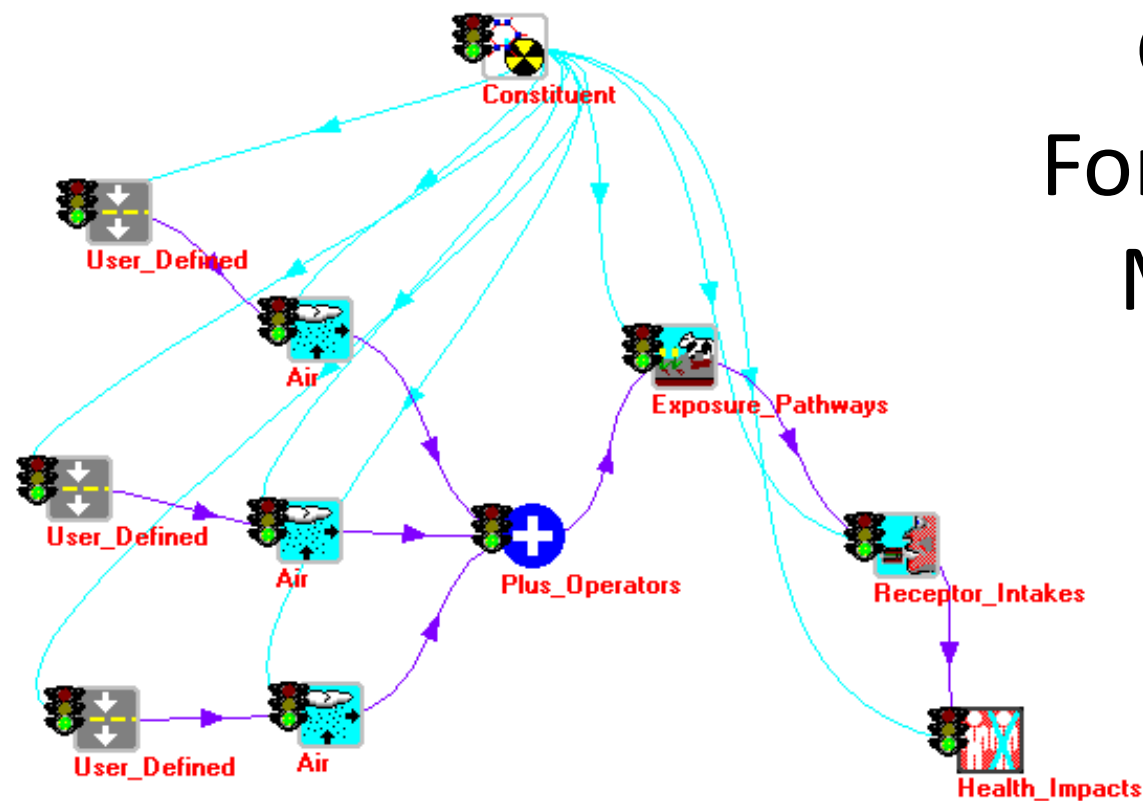 Constituent
For
User_Defined
Air
Exposure_Pathways
User_Defined
Air
Plus_Operators
Receptor_Intakes
User_Defined
Air
Health_Impacts